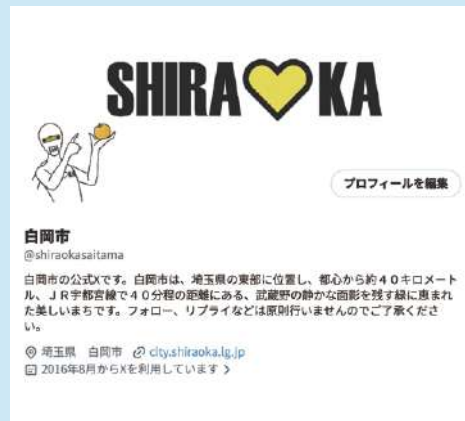 SHIRA KA
プロフィールを編集
白岡市
@shiraokasaitama
白岡市の公式Xです。白岡市は、埼玉県の東部に位置し、都心から約４０キロメート
ル、ＪＲ宇都宮線で４０分程の距離にある、武蔵野の静かな面影を残す緑に恵まれ
た美しいまちです。フォロー、リプライなどは原則行いませんのでご了承くださ
い。
埼玉県　白岡市 city.shiraoka.lg.jp
2016年8月からXを利用しています